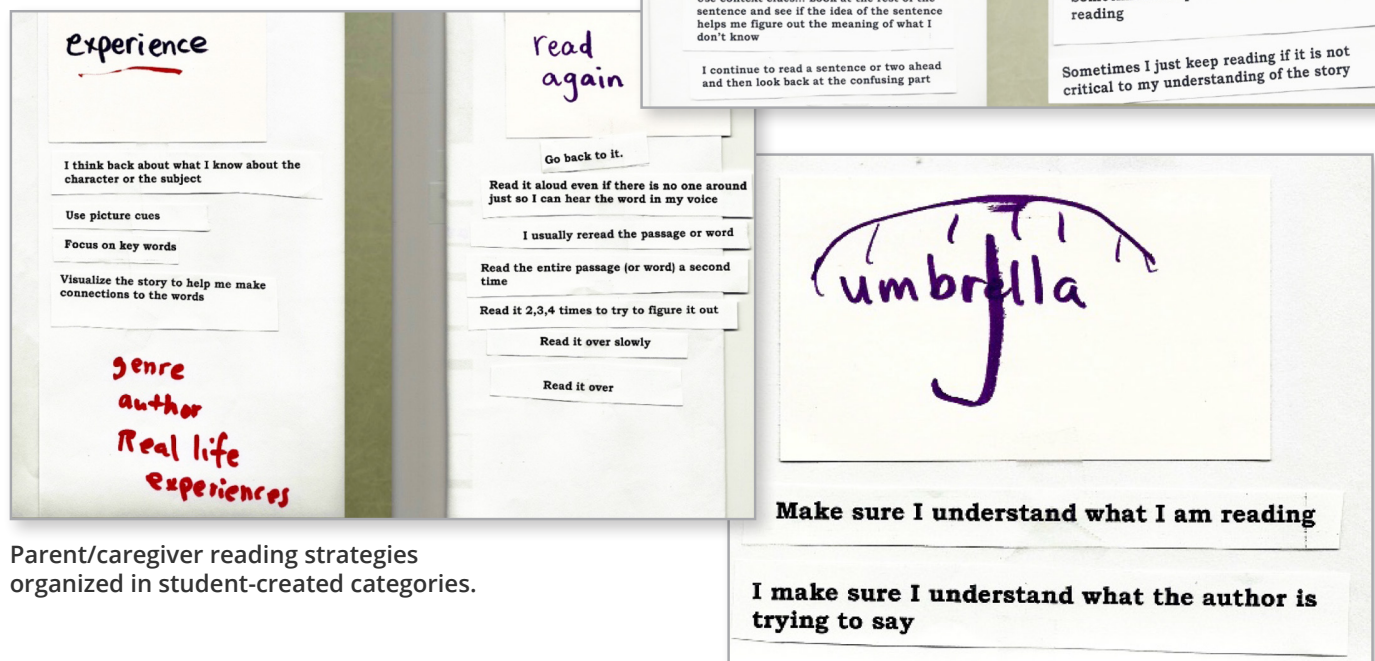 experience
I think back about what I know about the
character or the subject
Use picture cues
Focus on key words
Visualize the story to help me make
connections to the words
genre
author
Real life
experiences
read
again
Go back to it.
Read it aloud even if there is no one around
just so I can hear the word in my voice
I usually reread the passage or word
Read the entire passage (or word) a second
time
Read it 2,3,4 times to try to figure it out
Read it over slowly
Read it over
sentence and see if the idea of the sentence
helps me figure out the meaning of what I
don't know
I continue to read a sentence or two ahead
and then look back at the confusing part
reading
Sometimes I just keep reading if it is not
critical to my understanding of the story
umbrella
Make sure I understand what I am reading
I make sure I understand what the author is
trying to say
Parent/caregiver reading strategies
organized in student-created categories.